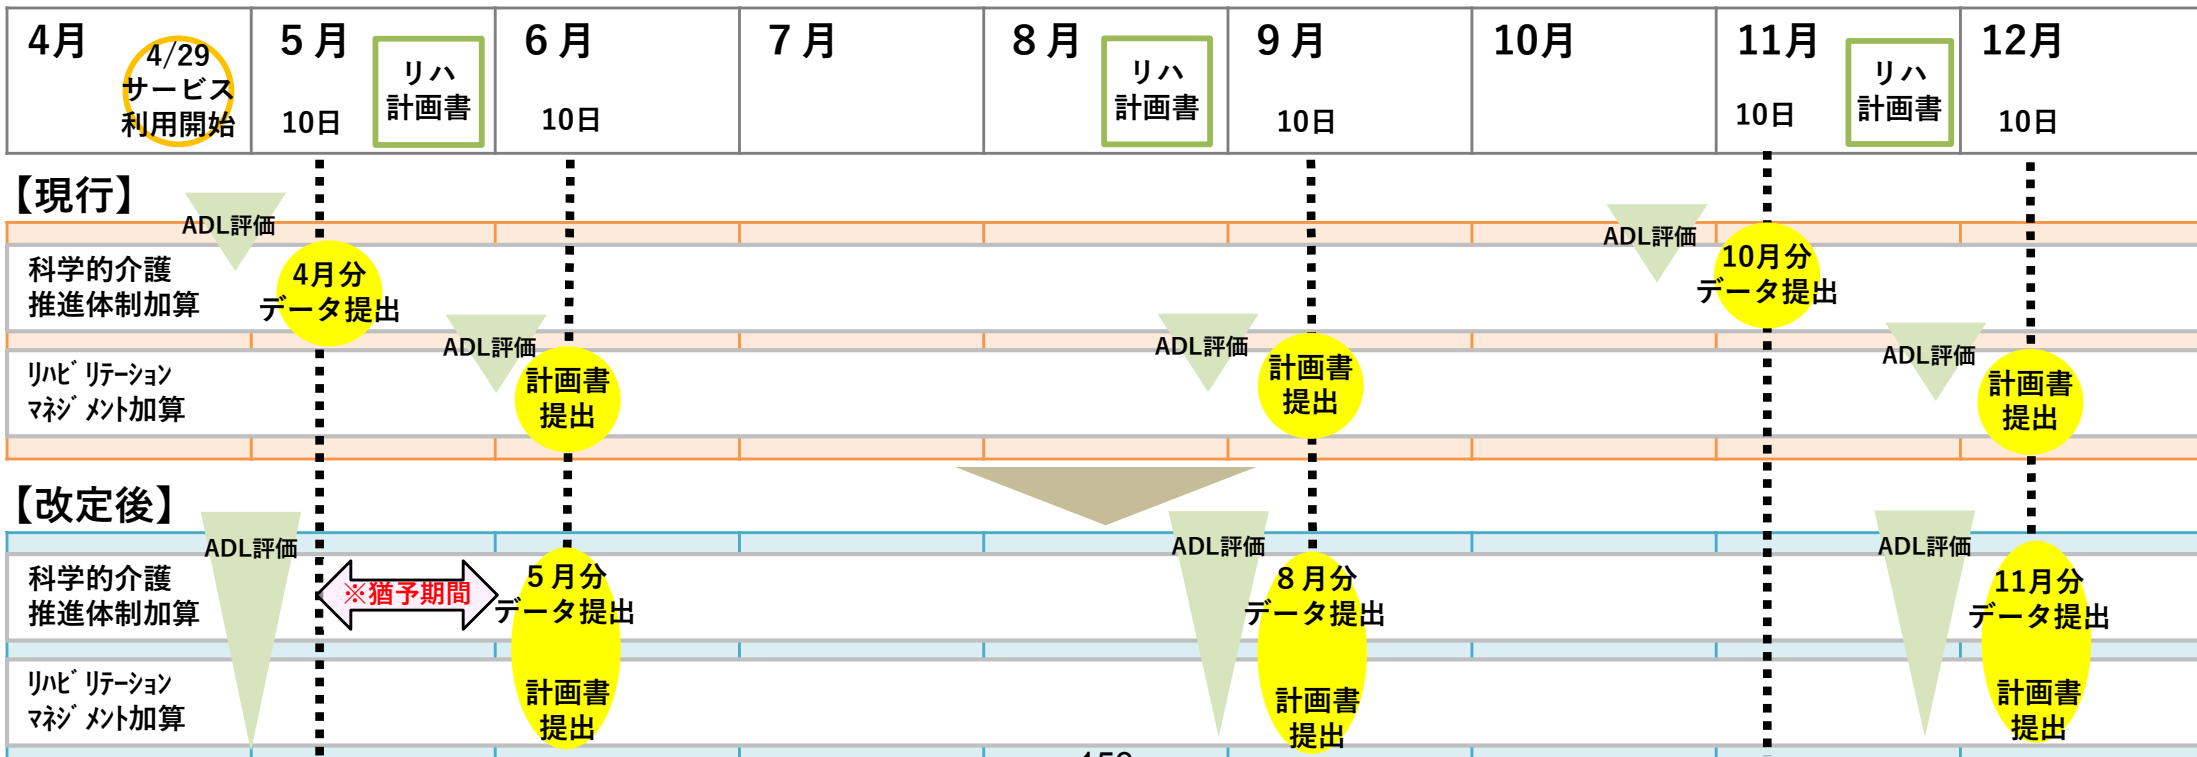 4月
4/29
サービス
利用開始
5月
10日
リハ
計画書
6月
10日
7月
8月
リハ
計画書
9月
10日
10月
11月
10日
リハ
計画書
12月
10日
【現行】
ADL評価
ADL評価
科学的介護
推進体制加算
4月分
データ提出
10月分
データ提出
リハビリテーション
マネジメント加算
ADL評価
計画書
提出
ADL評価
計画書
提出
ADL評価
計画書
提出
【改定後】
ADL評価
ADL評価
ADL評価
科学的介護
推進体制加算
※猶予期間
5月分
データ提出
8月分
データ提出
11月分
データ提出
リハビリテーション
マネジメント加算
計画書
提出
計画書
提出
計画書
提出